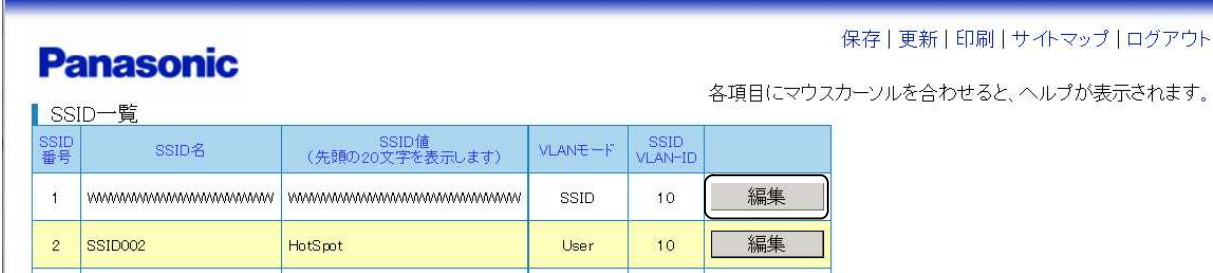 保存 | 更新 | 印刷 | サイトマップ | ログアウト
Panasonic
各項目にマウスカーソルを合わせると、ヘルプが表示されます。
SSID一覧
SSID番号 SSID名 SSID値(先頭の20文字を表示します) VLANモード SSID VLAN-ID
1 WWWWWWWWWWWWWWWWWWWW WWWWWWWWWWWWWWWWWWWW SSID 10 編集
2 SSID002 HotSpot User 10 編集